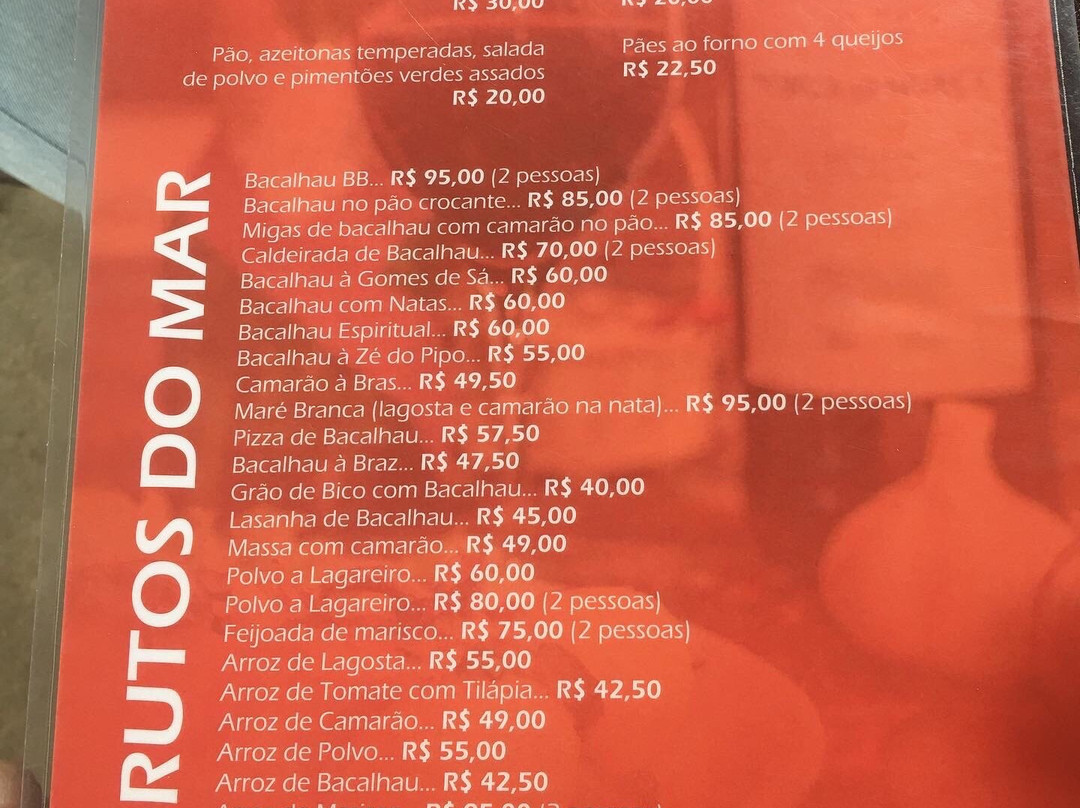 R$ 30,00
Pão, azeitonas temperadas, salada
de polvo e pimentões verdes assados
R$ 20,00
Pães ao forno com 4 queijos
R$ 22,50
RUTOS DO MAR
Bacalhau BB... R$ 95,00 (2 pessoas)
Bacalhau no pão crocante... R$ 85,00 (2 pessoas)
Migas de bacalhau com camarão no pão... R$ 85,00 (2 pessoas)
Caldeirada de Bacalhau... R$ 70,00 (2 pessoas)
Bacalhau à Gomes de Sá... R$ 60,00
Bacalhau com Natas... R$ 60,00
Bacalhau Espiritual... R$ 60,00
Bacalhau à Zé do Pipo... R$ 55,00
Camarão à Bras... R$ 49,50
Maré Branca (lagosta e camarão na nata)... R$ 95,00 (2 pessoas)
Pizza de Bacalhau... R$ 57,50
Bacalhau à Braz... R$ 47,50
Grão de Bico com Bacalhau... R$ 40,00
Lasanha de Bacalhau... R$ 45,00
Massa com camarão... R$ 49,00
Polvo a Lagareiro... R$ 60,00
Polvo a Lagareiro... R$ 80,00 (2 pessoas)
Feijoada de marisco... R$ 75,00 (2 pessoas)
Arroz de Lagosta... R$ 55,00
Arroz de Tomate com Tilápia... R$ 42,50
Arroz de Camarão... R$ 49,00
Arroz de Polvo... R$ 55,00
Arroz de Bacalhau... R$ 42,50